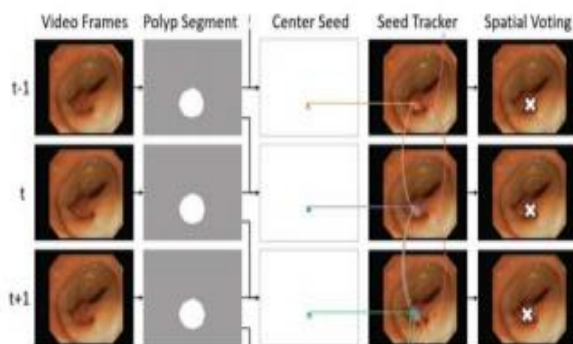 Video Frames Polyp Segment Center Seed Seed Tracker Spatial Voting
t-1
t
t+1